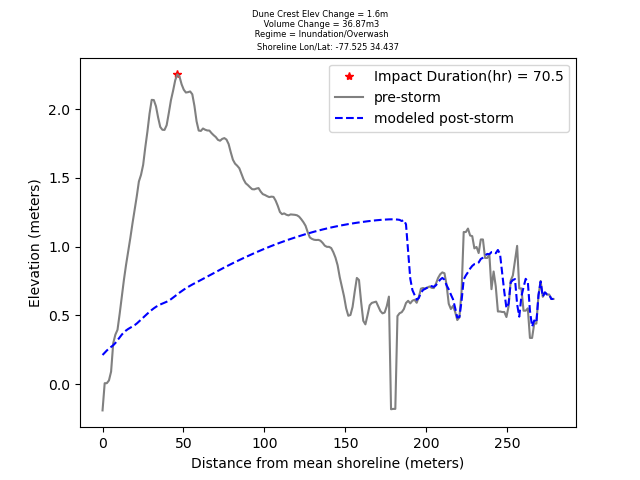 Dune Crest Elev Change = 1.6m
Volume Change = 36.87m3
Regime = Inundation/Overwash
Shoreline Lon/Lat: -77.525 34.437
Impact Duration(hr) = 70.5
pre-storm
modeled post-storm
2.0
1.5
1.0
0.5
0.0
Elevation (meters)
0 50 100 150 200 250
Distance from mean shoreline (meters)